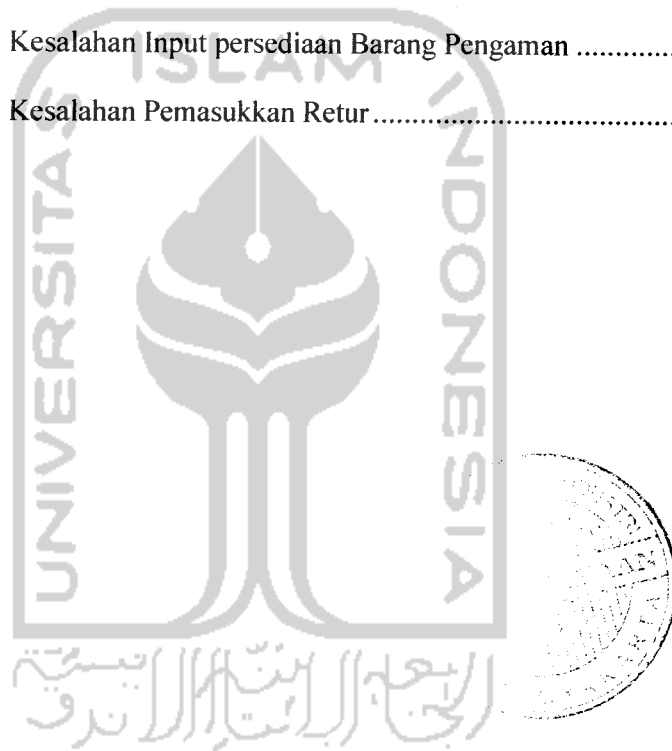 Kesalahan Input persediaan Barang Pengaman .............
Kesalahan Pemasukkan Retur.......................................
ISLAM
UNIVERSITAS
INDONESIA